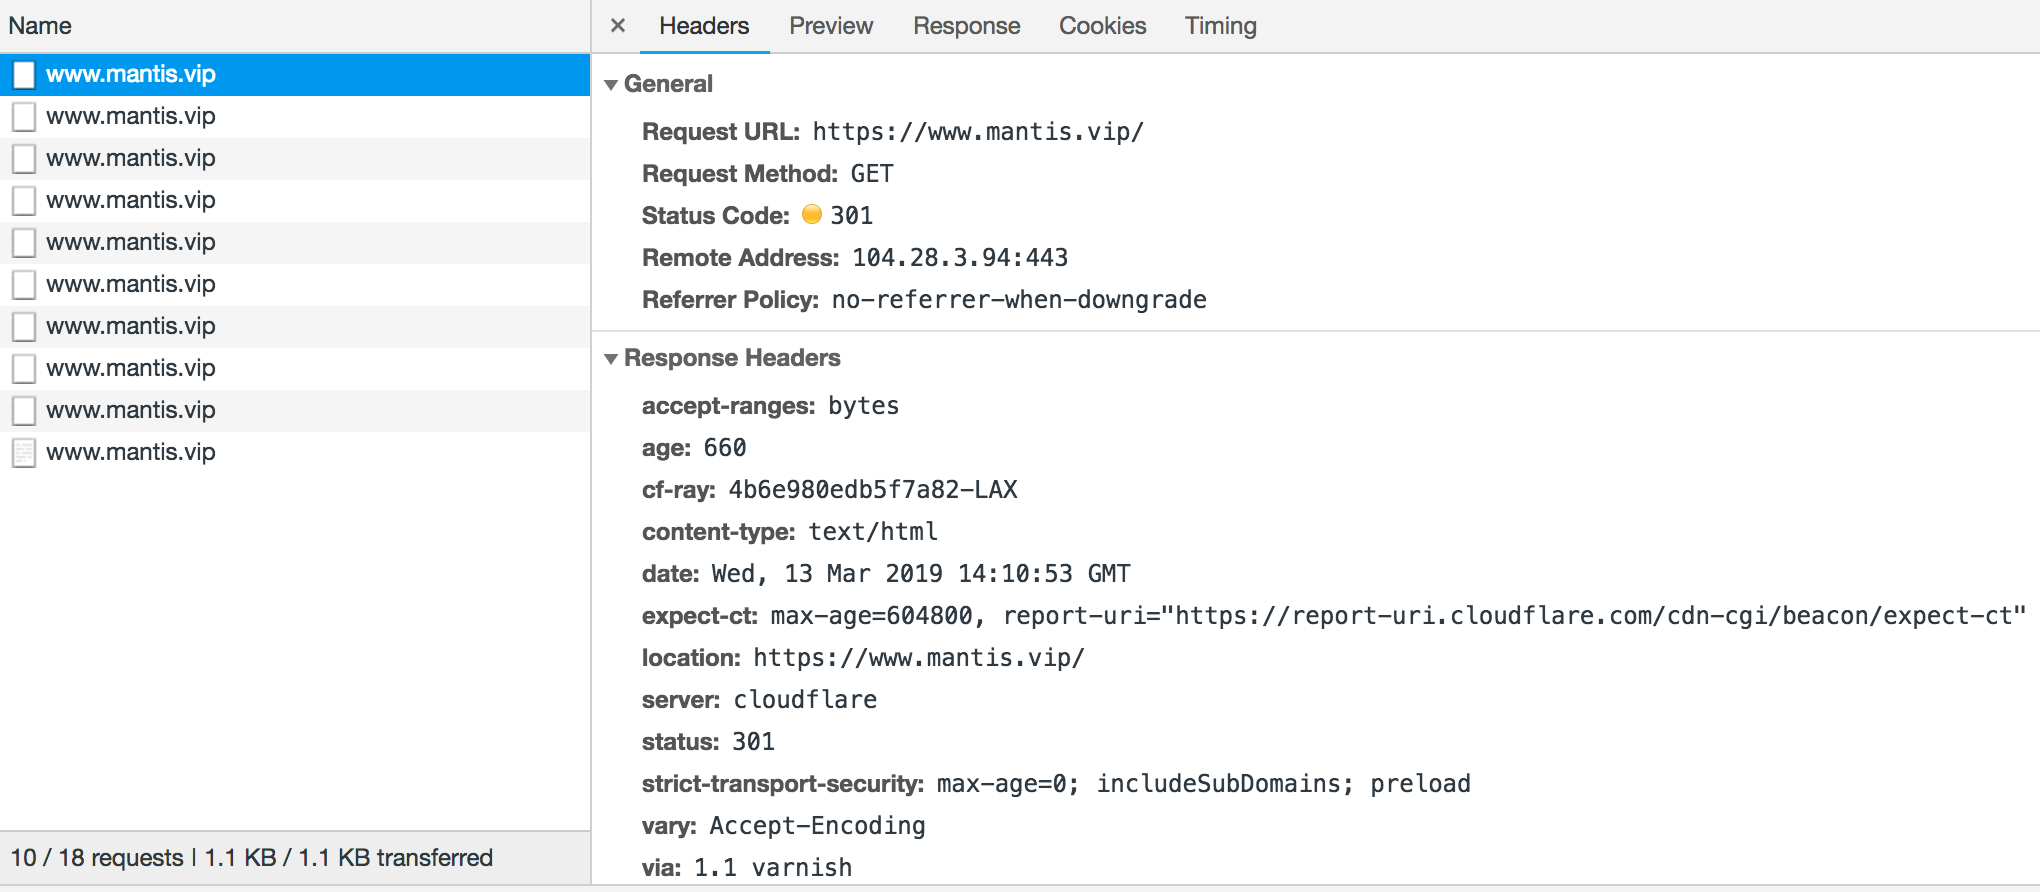 Name
www.mantis.vip
www.mantis.vip
www.mantis.vip
www.mantis.vip
www.mantis.vip
www.mantis.vip
www.mantis.vip
www.mantis.vip
www.mantis.vip
www.mantis.vip
10 / 18 requests | 1.1 KB / 1.1 KB transferred
× Headers Preview Response Cookies Timing
General
Request URL: https://www.mantis.vip/
Request Method: GET
Status Code: 301
Remote Address: 104.28.3.94:443
Referrer Policy: no-referrer-when-downgrade
Response Headers
accept-ranges: bytes
age: 660
cf-ray: 4b6e980edb5f7a82-LAX
content-type: text/html
date: Wed, 13 Mar 2019 14:10:53 GMT
expect-ct: max-age=604800, report-uri="https://report-uri.cloudflare.com/cdn-cgi/beacon/expect-ct"
location: https://www.mantis.vip/
server: cloudflare
status: 301
strict-transport-security: max-age=0; includeSubDomains; preload
vary: Accept-Encoding
via: 1.1 varnish